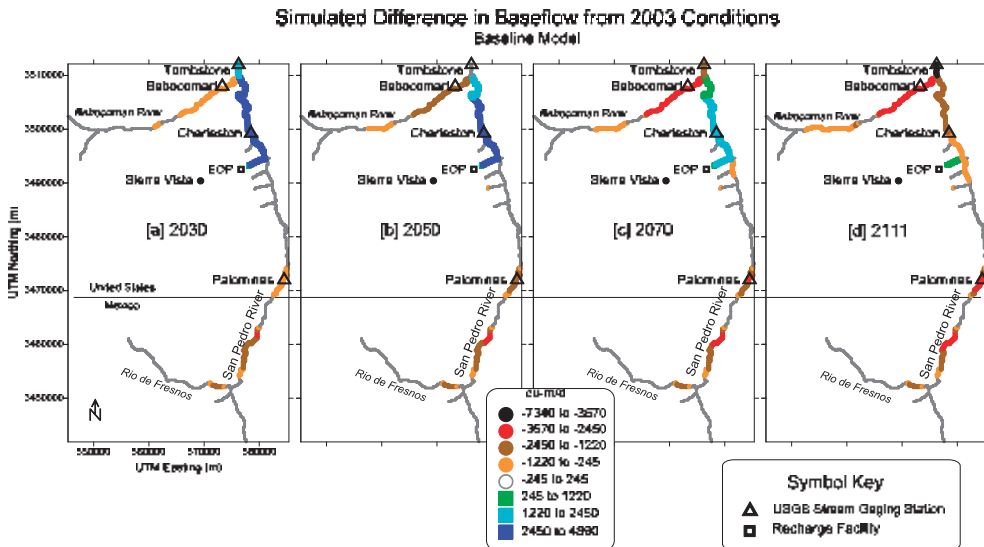 Simulated Difference in Baseflow from 2003 Conditions
Baseline Model
Tombstone
Babocomari
Babocomari River
Charleston
EOP
Sierra Vista
[a] 2030
Palominas
United States
Mexico
San Pedro River
Rio de Fresnos
N
Tombstone
Babocomari
Babocomari River
Charleston
EOP
Sierra Vista
[b] 2050
Palominas
San Pedro River
Rio de Fresnos
Tombstone
Babocomari
Babocomari River
Charleston
EOP
Sierra Vista
[c] 2070
Palominas
San Pedro River
Rio de Fresnos
Tombstone
Babocomari
Babocomari River
Charleston
EOP
Sierra Vista
[d] 2111
Palominas
San Pedro River
Rio de Fresnos
UTM Northing (m)
3510000
3500000
3490000
3480000
3470000
3460000
3450000
550000 560000 570000 580000
UTM Easting (m)
cu-m/d
-7340 to -3670
-3670 to -2450
-2450 to -1220
-1220 to -245
-245 to 245
245 to 1220
1220 to 2450
2450 to 4990
Symbol Key
USGS Stream Gaging Station
Recharge Facility